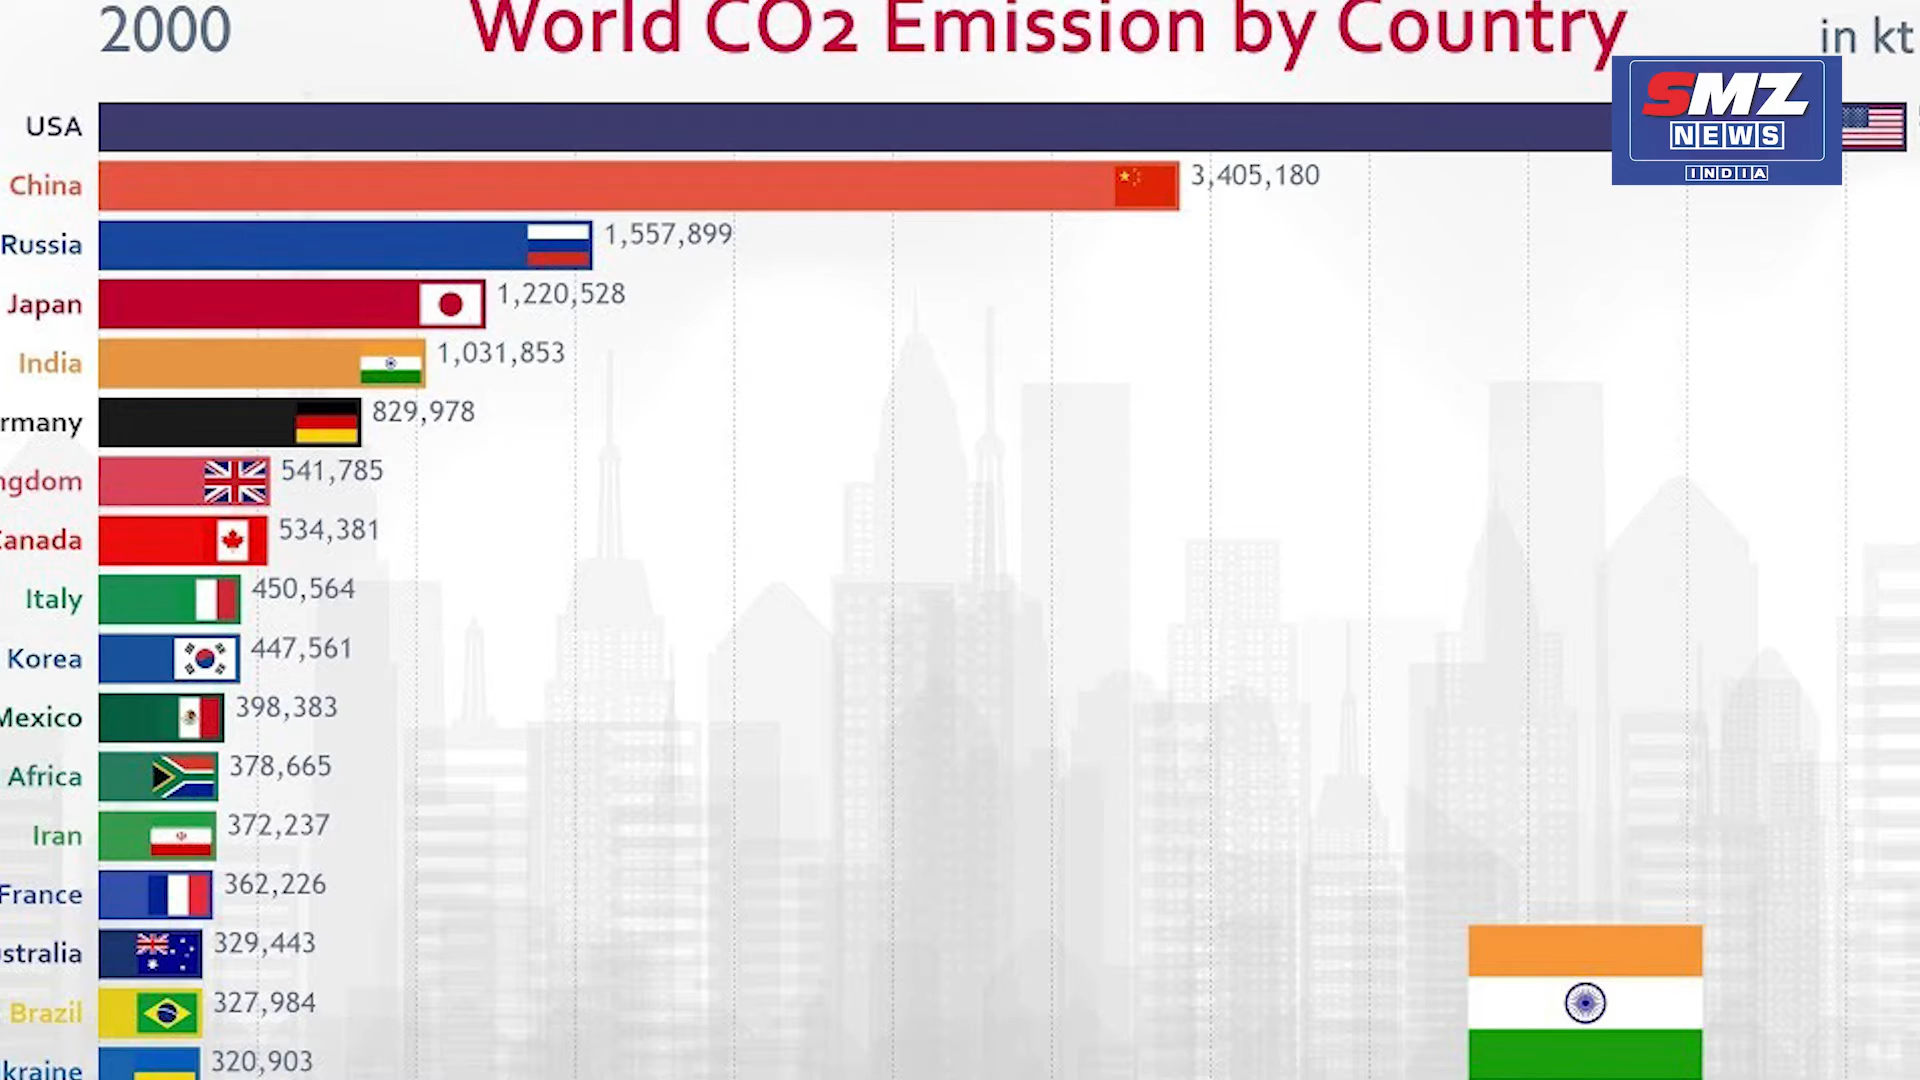 2000
World CO2 Emission by Country
in kt
SMZ
NEWS
INDIA
USA
China 3,405,180
Russia 1,557,899
Japan 1,220,528
India 1,031,853
rmany 829,978
ngdom 541,785
Canada 534,381
Italy 450,564
Korea 447,561
Mexico 398,383
Africa 378,665
Iran 372,237
France 362,226
stralia 329,443
Brazil 327,984
kraine 320,903